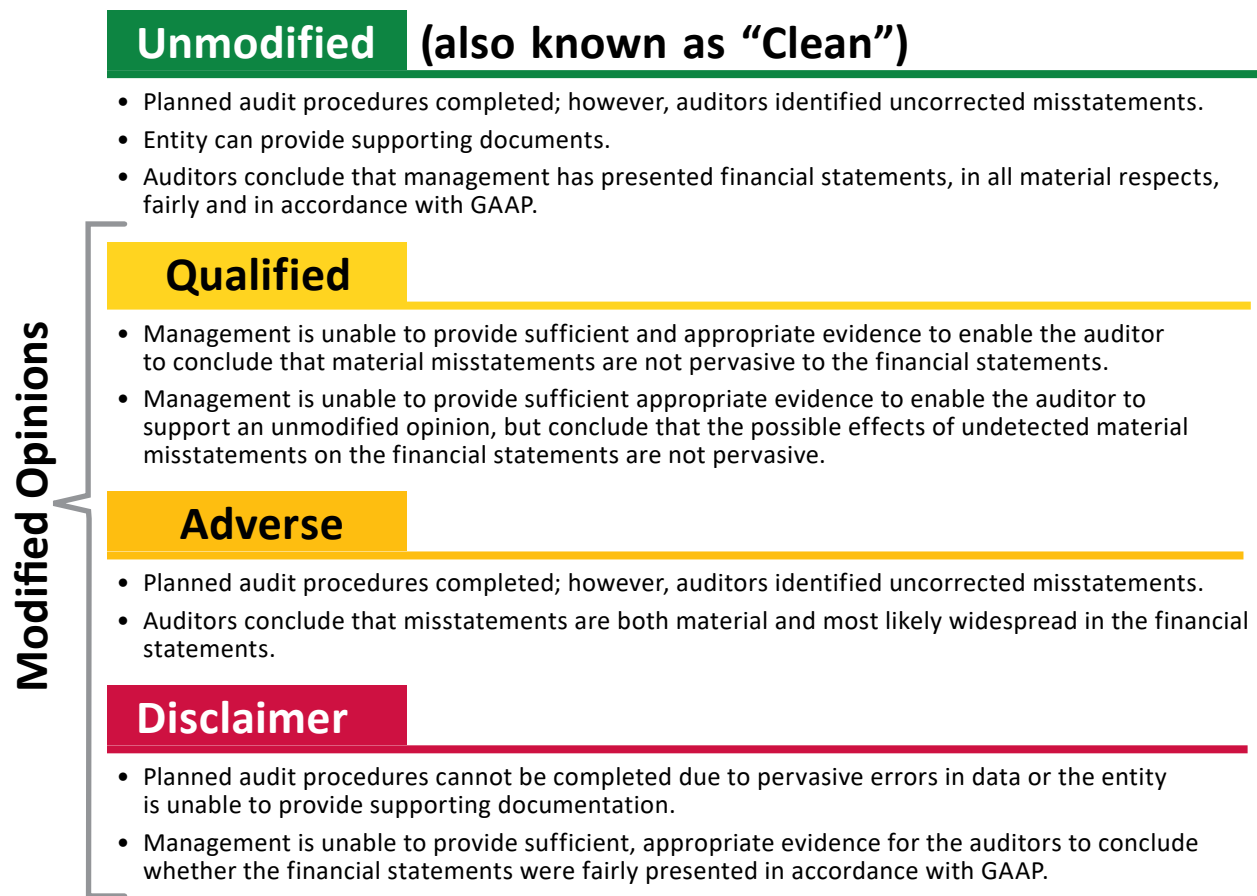 Unmodified (also known as “Clean”)
• Planned audit procedures completed; however, auditors identified uncorrected misstatements.
• Entity can provide supporting documents.
• Auditors conclude that management has presented financial statements, in all material respects,
fairly and in accordance with GAAP.
Modified Opinions
Qualified
• Management is unable to provide sufficient and appropriate evidence to enable the auditor
to conclude that material misstatements are not pervasive to the financial statements.
• Management is unable to provide sufficient appropriate evidence to enable the auditor to
support an unmodified opinion, but conclude that the possible effects of undetected material
misstatements on the financial statements are not pervasive.
Adverse
• Planned audit procedures completed; however, auditors identified uncorrected misstatements.
• Auditors conclude that misstatements are both material and most likely widespread in the financial
statements.
Disclaimer
• Planned audit procedures cannot be completed due to pervasive errors in data or the entity
is unable to provide supporting documentation.
• Management is unable to provide sufficient, appropriate evidence for the auditors to conclude
whether the financial statements were fairly presented in accordance with GAAP.